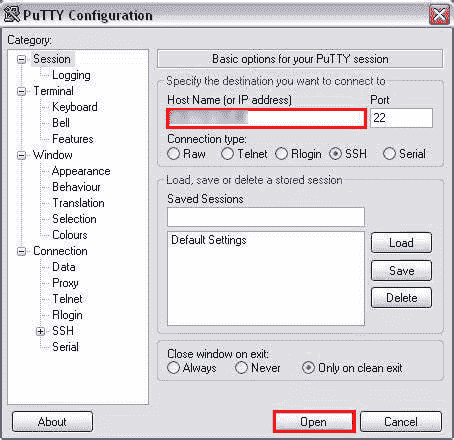 PuTTY Configuration
Category:
Session
Logging
Terminal
Keyboard
Bell
Features
Window
Appearance
Behaviour
Translation
Selection
Colours
Connection
Data
Proxy
Telnet
Rlogin
SSH
Serial
Basic options for your PuTTY session
Specify the destination you want to connect to
Host Name (or IP address) Port
22
Connection type:
Raw Telnet Rlogin SSH Serial
Load, save or delete a stored session
Saved Sessions
Default Settings
Load
Save
Delete
Close window on exit:
Always Never Only on clean exit
About Open Cancel